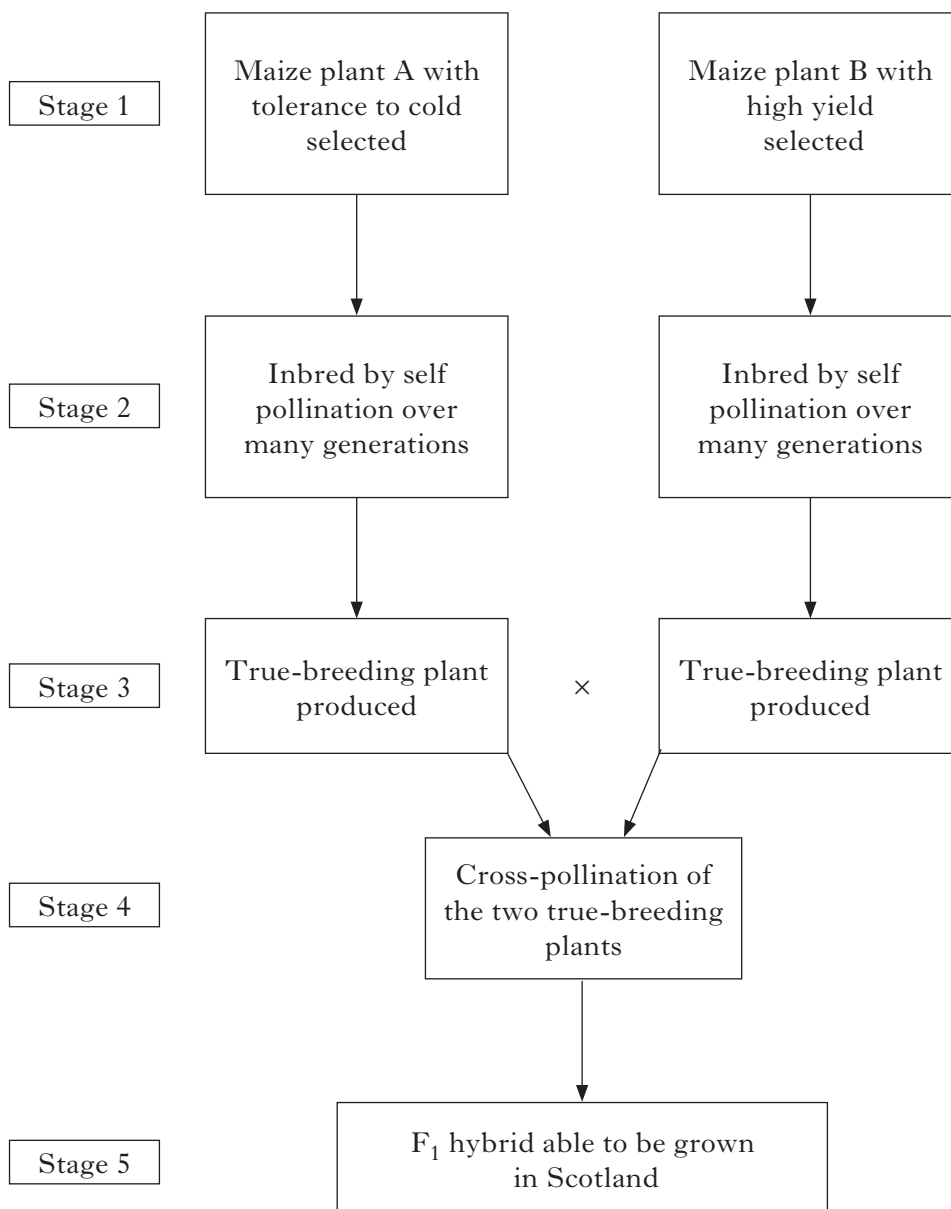 Stage 1
Maize plant A with
tolerance to cold
selected
Maize plant B with
high yield
selected
Stage 2
Inbred by self
pollination over
many generations
Inbred by self
pollination over
many generations
Stage 3
True-breeding plant
produced
×
True-breeding plant
produced
Stage 4
Cross-pollination of
the two true-breeding
plants
Stage 5
F₁ hybrid able to be grown
in Scotland